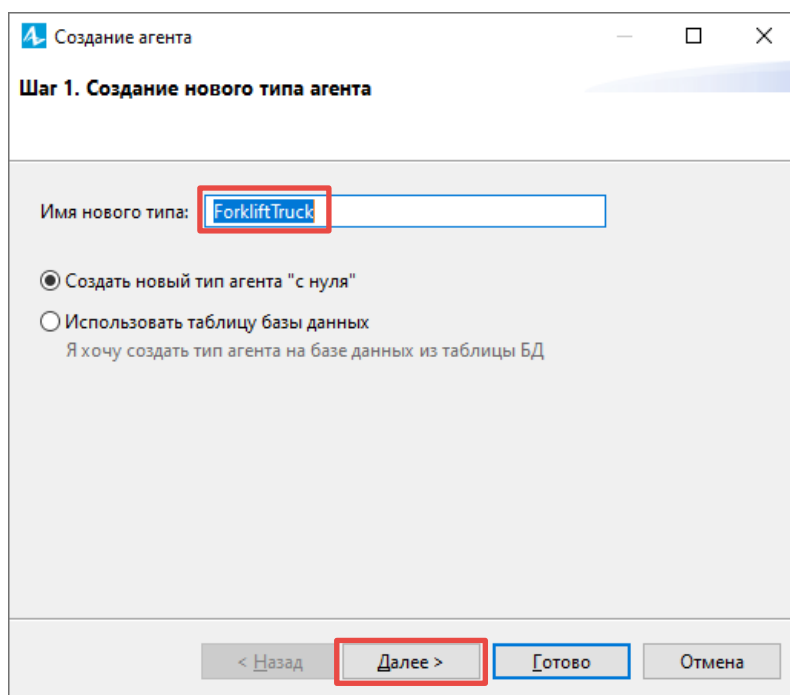 Создание агента
Шаг 1. Создание нового типа агента
Имя нового типа: ForkliftTruck
Создать новый тип агента "с нуля"
Использовать таблицу базы данных
Я хочу создать тип агента на базе данных из таблицы БД
< Назад Далее > Готово Отмена